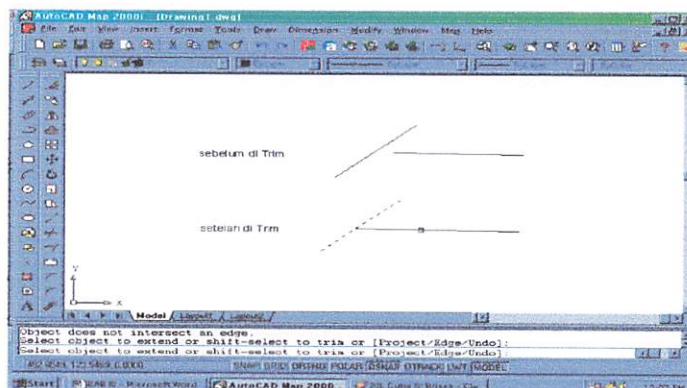 AutoCAD Map 2000i - [Drawing1.dwg]
File Edit View Insert Format Tools Draw Dimension Modify Window Map Help
sebelum di Trim
setelah di Trim
Y
X
Model Layout1 Layout2
Object does not intersect an edge.
Select object to extend or shift-select to trim or [Project/Edge/Undo]:
Select object to extend or shift-select to trim or [Project/Edge/Undo]:
SNAP GRID ORTHO POLAR OSNAP OTRACK LWT MODEL
Start Microsoft Word AutoCAD Map 2000